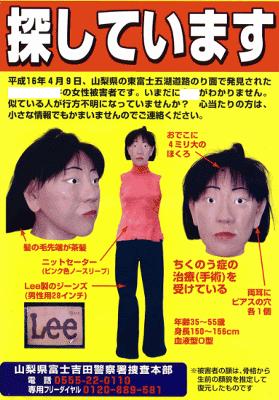 探しています
平成16年4月9日、山梨県の東富士五湖道路のり面で発見された
の女性被害者です。いまだに がわかりません。
似ている人が行方不明になっていませんか？ 心当たりの方は、
小さな情報でもかまいませんのでご連絡ください。
おでこに
4ミリ大の
ほくろ
髪の毛先端が茶髪
ニットセーター
(ピンク色ノースリーブ)
Lee製のジーンズ
(男性用28インチ)
Lee
ちくのう症の
治療(手術)を
受けている
両耳に
ピアスの穴
各1個
年齢35〜55歳
身長150〜156cm
血液型O型
山梨県富士吉田警察署捜査本部
電話 0555-22-0110
専用フリーダイヤル 0120-889-581
※被害者の顔は、骨格から
生前の顔貌を推定して
復元したものです